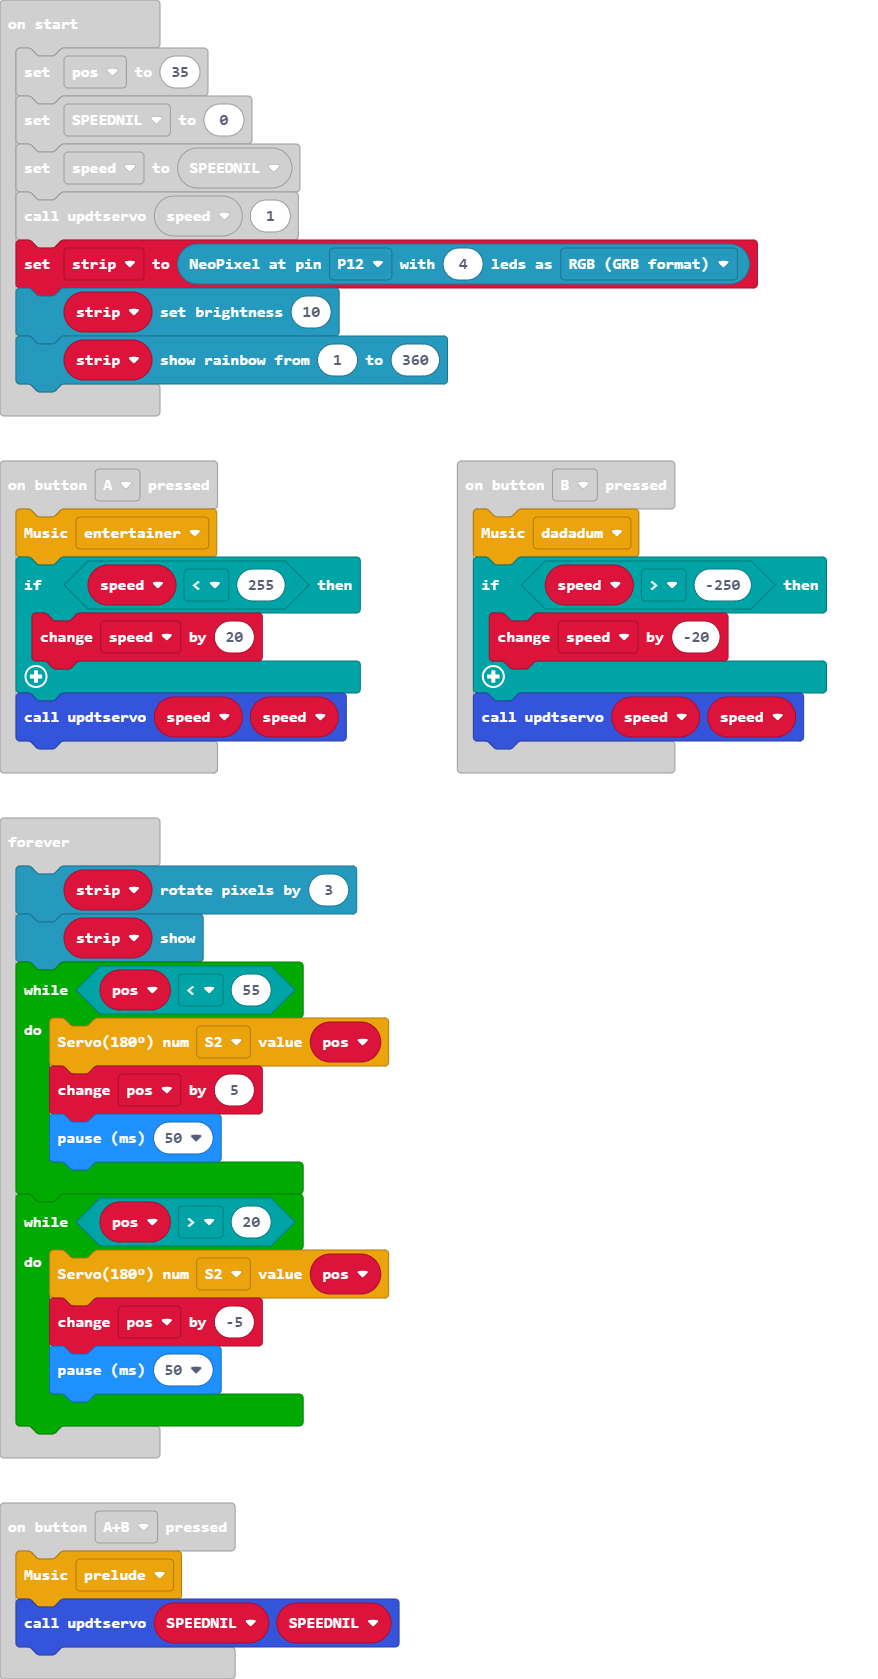 on start
set pos to 35
set SPEEDNIL to 0
set speed to SPEEDNIL
call updtservo speed 1
set strip to NeoPixel at pin P12 with 4 leds as RGB (GRB format)
strip set brightness 10
strip show rainbow from 1 to 360
on button A pressed
Music entertainer
if speed < 255 then
change speed by 20
call updtservo speed speed
on button B pressed
Music dadadum
if speed > -250 then
change speed by -20
call updtservo speed speed
forever
strip rotate pixels by 3
strip show
while pos < 55
do
Servo(180º) num S2 value pos
change pos by 5
pause (ms) 50
while pos > 20
do
Servo(180º) num S2 value pos
change pos by -5
pause (ms) 50
on button A+B pressed
Music prelude
call updtservo SPEEDNIL SPEEDNIL